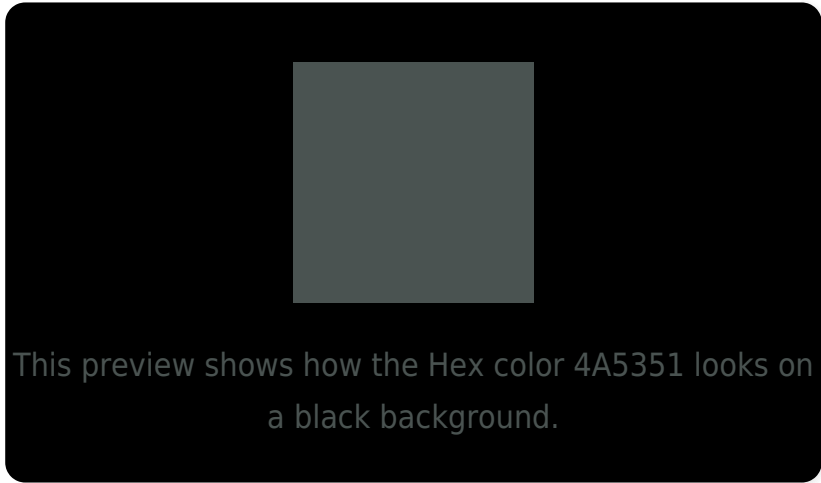 This preview shows how the Hex color 4A5351 looks on
a black background.